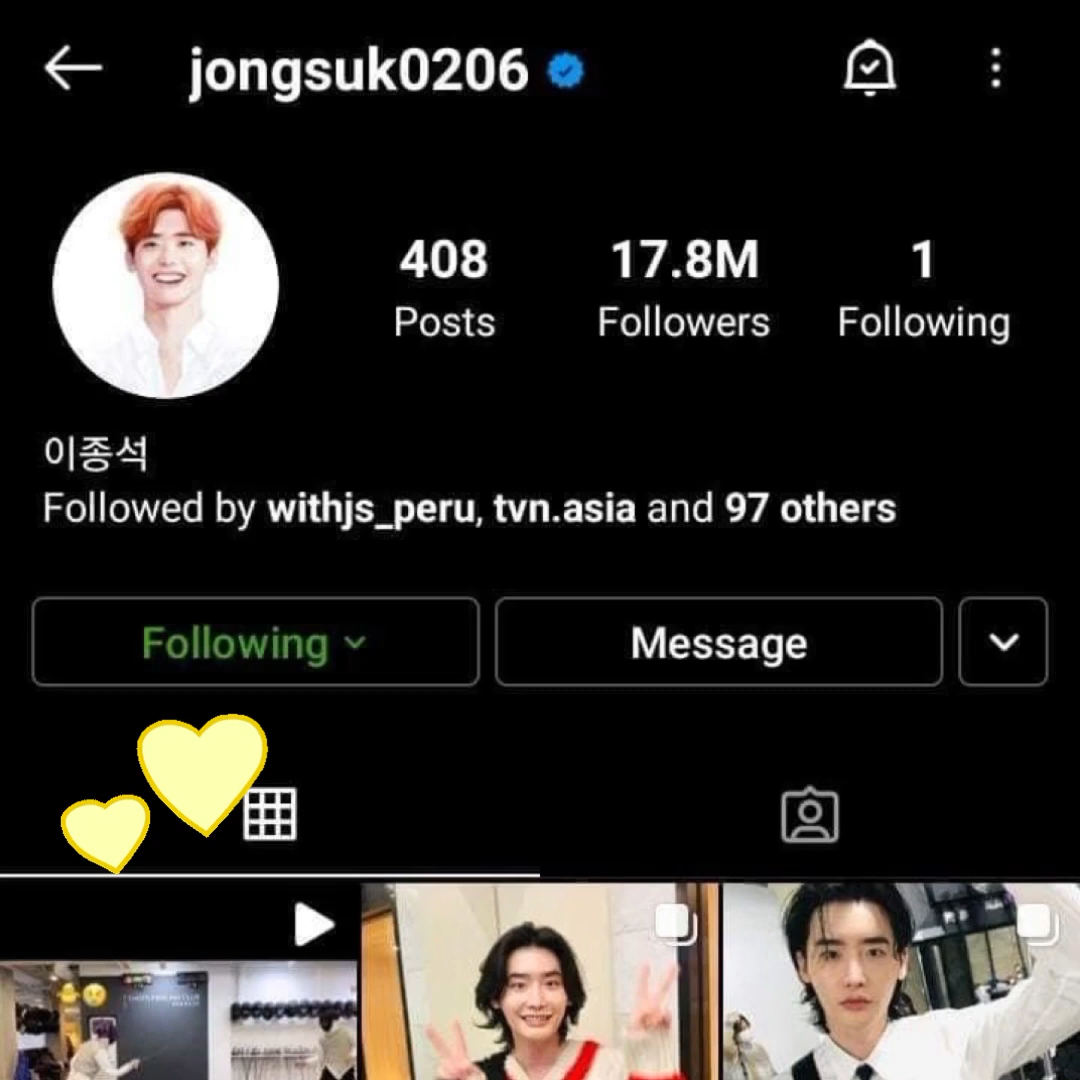 jongsuk0206
408 17.8M 1
Posts Followers Following
이종석
Followed by withjs_peru, tvn.asia and 97 others
Following Message